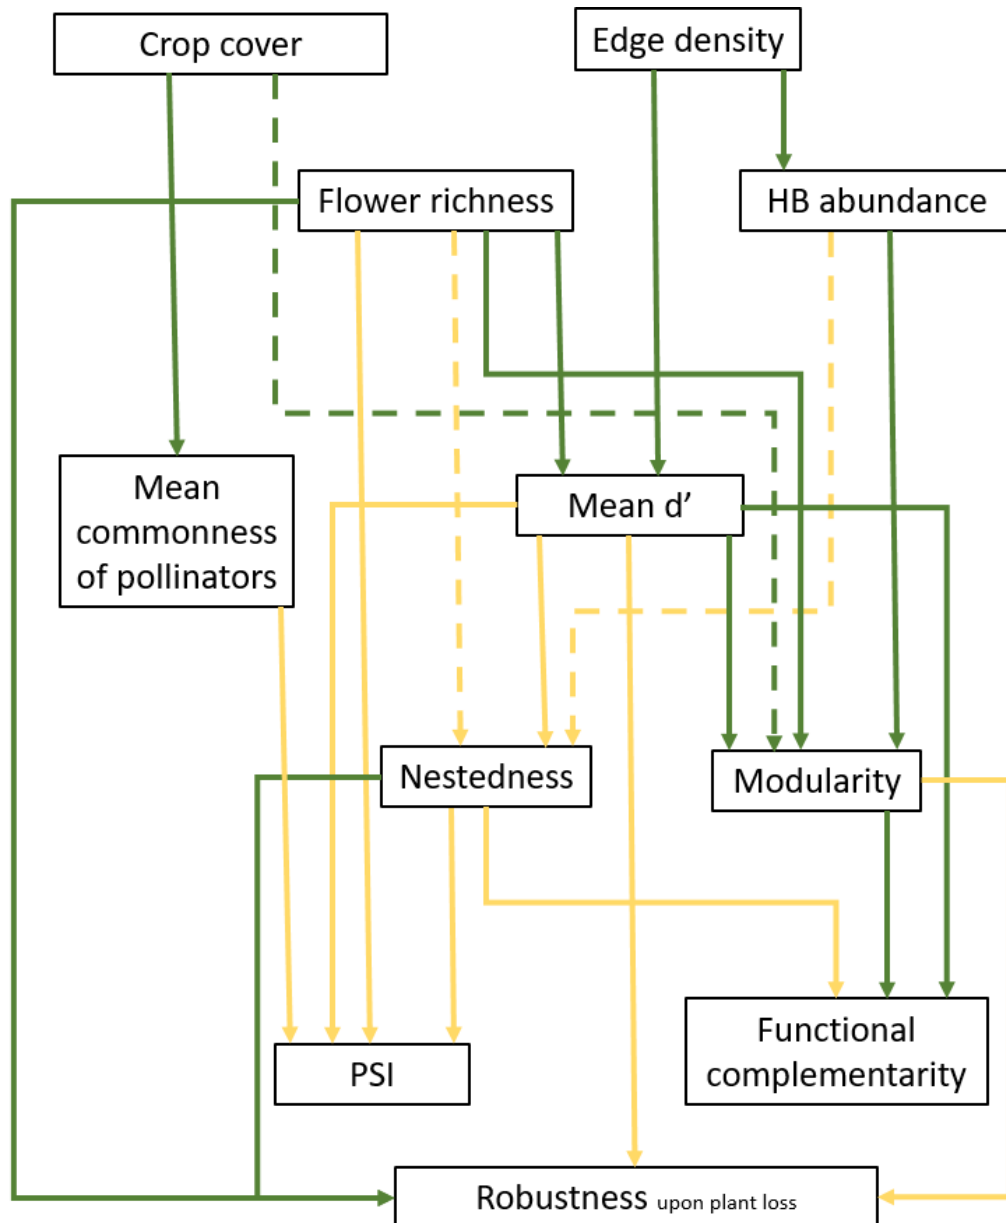 Crop cover
Edge density
Flower richness
HB abundance
Mean
commonness
of pollinators
Mean d’
Nestedness
Modularity
PSI
Functional
complementarity
Robustness upon plant loss